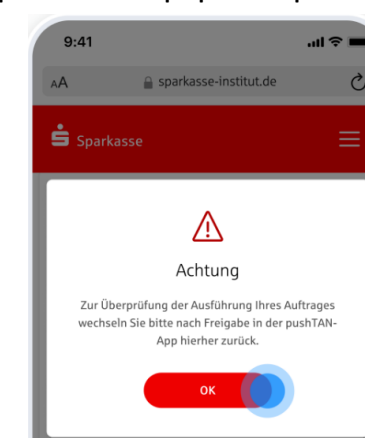 9:41
AA sparkasse-institut.de
Sparkasse
Achtung
Zur Überprüfung der Ausführung Ihres Auftrages
wechseln Sie bitte nach Freigabe in der pushTAN-
App hierher zurück.
OK